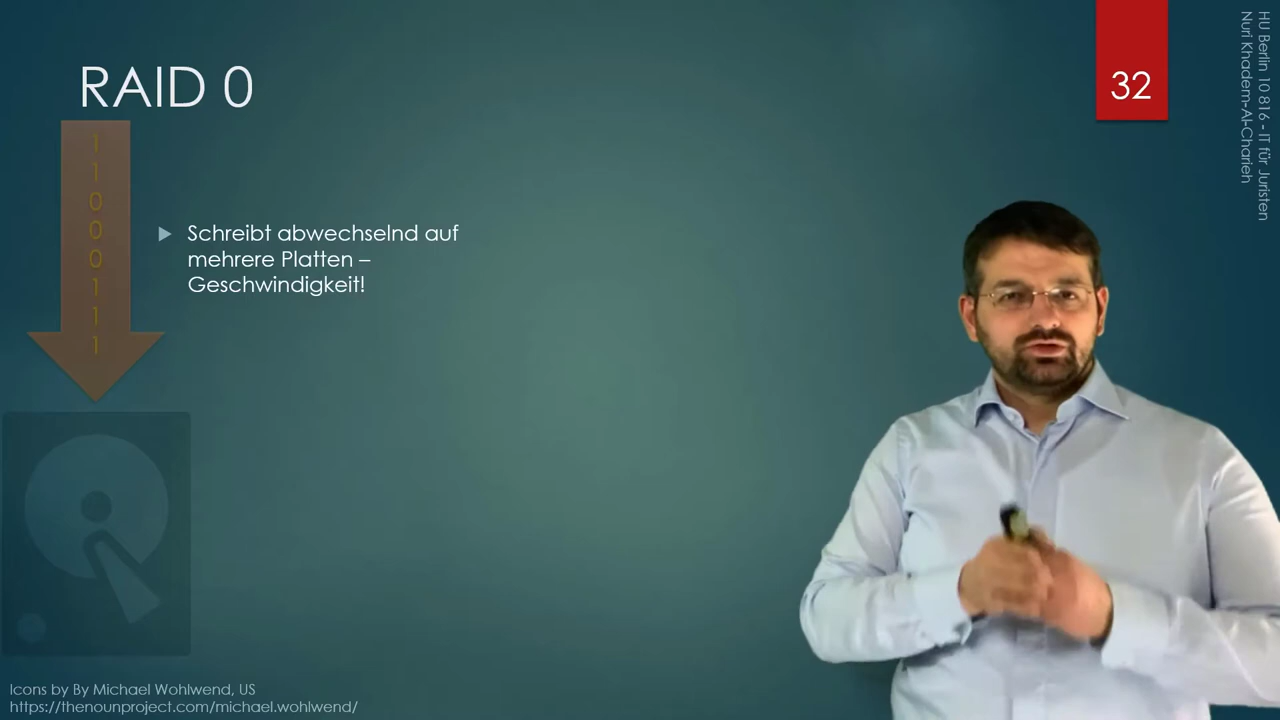 RAID 0
32
1
1
0
0
0
1
1
1
Schreibt abwechselnd auf
mehrere Platten –
Geschwindigkeit!
HU Berlin 10 816 - IT für Juristen
Nuri Khadem-Al-Charieh
Icons by By Michael Wohlwend, US
https://thenounproject.com/michael.wohlwend/